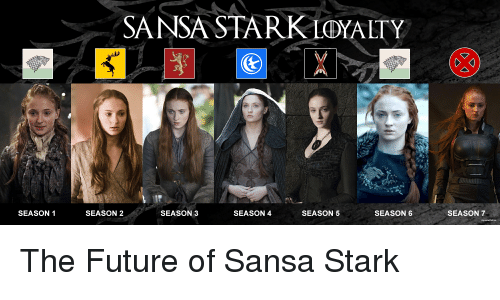 SANSA STARK LOYALTY
SEASON 1 SEASON 2 SEASON 3 SEASON 4 SEASON 5 SEASON 6 SEASON 7
The Future of Sansa Stark